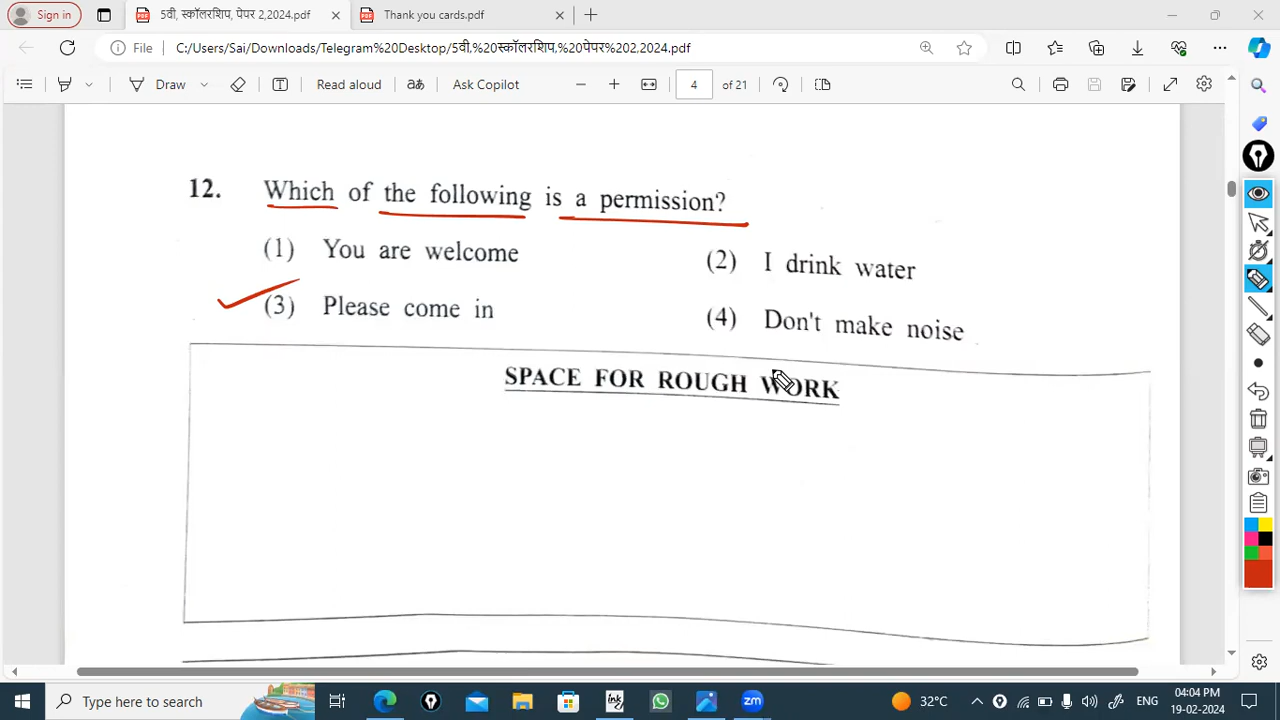 Sign in
5वी, स्कॉलरशिप, पेपर 2,2024.pdf
Thank you cards.pdf
File
C:/Users/Sai/Downloads/Telegram%20Desktop/5वी,%20स्कॉलरशिप,%20पेपर%202,2024.pdf
Draw
Read aloud
Ask Copilot
4 of 21
12. Which of the following is a permission?
(1) You are welcome
(2) I drink water
(3) Please come in
(4) Don't make noise
SPACE FOR ROUGH WORK
Type here to search
32°C
ENG
04:04 PM
19-02-2024